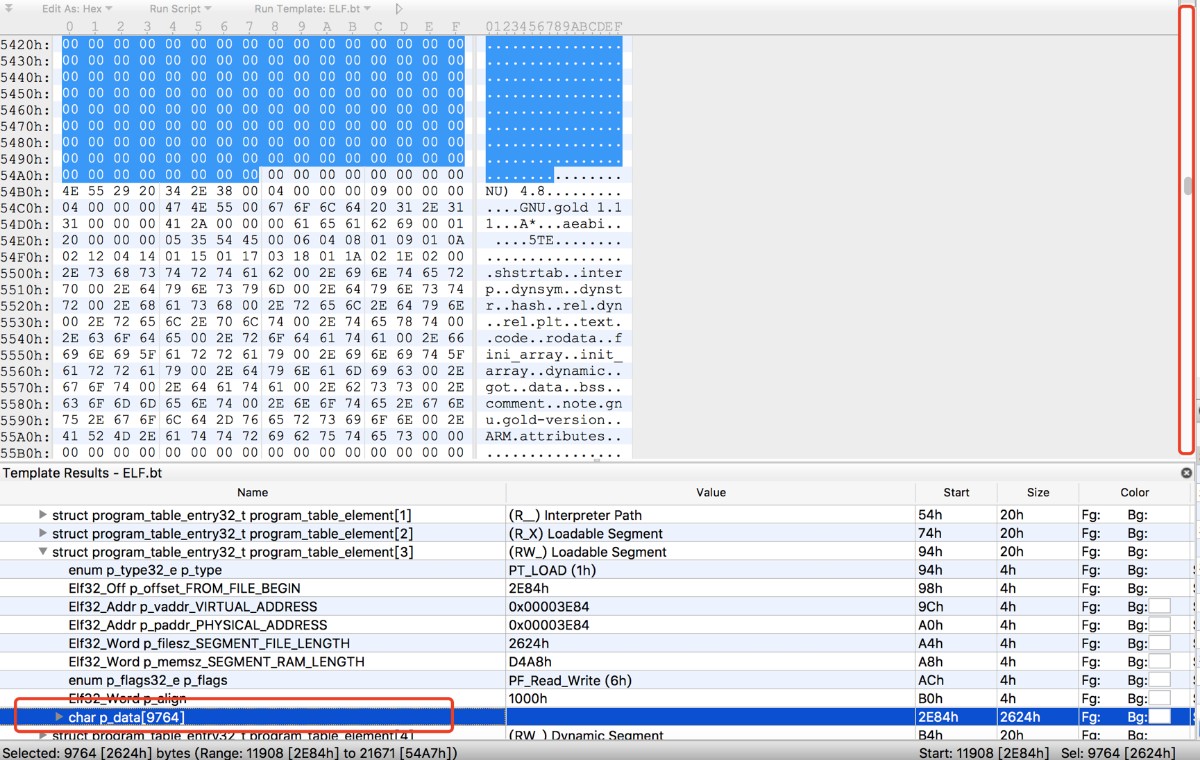 Edit As: Hex Run Script Run Template: ELF.bt
0 1 2 3 4 5 6 7 8 9 A B C D E F 0123456789ABCDEF
5420h: 00 00 00 00 00 00 00 00 00 00 00 00 00 00 00 00 ................
5430h: 00 00 00 00 00 00 00 00 00 00 00 00 00 00 00 00 ................
5440h: 00 00 00 00 00 00 00 00 00 00 00 00 00 00 00 00 ................
5450h: 00 00 00 00 00 00 00 00 00 00 00 00 00 00 00 00 ................
5460h: 00 00 00 00 00 00 00 00 00 00 00 00 00 00 00 00 ................
5470h: 00 00 00 00 00 00 00 00 00 00 00 00 00 00 00 00 ................
5480h: 00 00 00 00 00 00 00 00 00 00 00 00 00 00 00 00 ................
5490h: 00 00 00 00 00 00 00 00 00 00 00 00 00 00 00 00 ................
54A0h: 00 00 00 00 00 00 00 00 00 00 00 00 00 00 00 00 ................
54B0h: 4E 55 29 20 34 2E 38 00 04 00 00 00 09 00 00 00 NU) 4.8.........
54C0h: 04 00 00 00 47 4E 55 00 67 6F 6C 64 20 31 2E 31 ....GNU.gold 1.1
54D0h: 31 00 00 00 41 2A 00 00 00 61 65 61 62 69 00 01 1...A*...aeabi..
54E0h: 20 00 00 00 05 35 54 45 00 06 04 08 01 09 01 0A ....5TE........
54F0h: 02 12 04 14 01 15 01 17 03 18 01 1A 02 1E 02 00 ................
5500h: 2E 73 68 73 74 72 74 61 62 00 2E 69 6E 74 65 72 .shstrtab..inter
5510h: 70 00 2E 64 79 6E 73 79 6D 00 2E 64 79 6E 73 74 p..dynsym..dynst
5520h: 72 00 2E 68 61 73 68 00 2E 72 65 6C 2E 64 79 6E r..hash..rel.dyn
5530h: 00 2E 72 65 6C 2E 70 6C 74 00 2E 74 65 78 74 00 ..rel.plt..text.
5540h: 2E 63 6F 64 65 00 2E 72 6F 64 61 74 61 00 2E 66 .code..rodata..f
5550h: 69 6E 69 5F 61 72 72 61 79 00 2E 69 6E 69 74 5F ini_array..init_
5560h: 61 72 72 61 79 00 2E 64 79 6E 61 6D 69 63 00 2E array..dynamic..
5570h: 67 6F 74 00 2E 64 61 74 61 00 2E 62 73 73 00 2E got..data..bss..
5580h: 63 6F 6D 6D 65 6E 74 00 2E 6E 6F 74 65 2E 67 6E comment..note.gn
5590h: 75 2E 67 6F 6C 64 2D 76 65 72 73 69 6F 6E 00 2E u.gold-version..
55A0h: 41 52 4D 2E 61 74 74 72 69 62 75 74 65 73 00 00 ARM.attributes..
55B0h: 00 00 00 00 00 00 00 00 00 00 00 00 00 00 00 00 ................
Template Results - ELF.bt
Name Value Start Size Color
struct program_table_entry32_t program_table_element[1] (R__) Interpreter Path 54h 20h Fg: Bg:
struct program_table_entry32_t program_table_element[2] (R_X) Loadable Segment 74h 20h Fg: Bg:
struct program_table_entry32_t program_table_element[3] (RW_) Loadable Segment 94h 20h Fg: Bg:
enum p_type32_e p_type PT_LOAD (1h) 94h 4h Fg: Bg:
Elf32_Off p_offset_FROM_FILE_BEGIN 2E84h 98h 4h Fg: Bg:
Elf32_Addr p_vaddr_VIRTUAL_ADDRESS 0x00003E84 9Ch 4h Fg: Bg:
Elf32_Addr p_paddr_PHYSICAL_ADDRESS 0x00003E84 A0h 4h Fg: Bg:
Elf32_Word p_filesz_SEGMENT_FILE_LENGTH 2624h A4h 4h Fg: Bg:
Elf32_Word p_memsz_SEGMENT_RAM_LENGTH D4A8h A8h 4h Fg: Bg:
enum p_flags32_e p_flags PF_Read_Write (6h) ACh 4h Fg: Bg:
Elf32_Word p_align 1000h B0h 4h Fg: Bg:
char p_data[9764] 2E84h 2624h Fg: Bg:
struct program_table_entry32_t program_table_element[4] (RW_) Dynamic Segment B4h 20h Fg: Bg:
Selected: 9764 [2624h] bytes (Range: 11908 [2E84h] to 21671 [54A7h]) Start: 11908 [2E84h] Sel: 9764 [2624h]